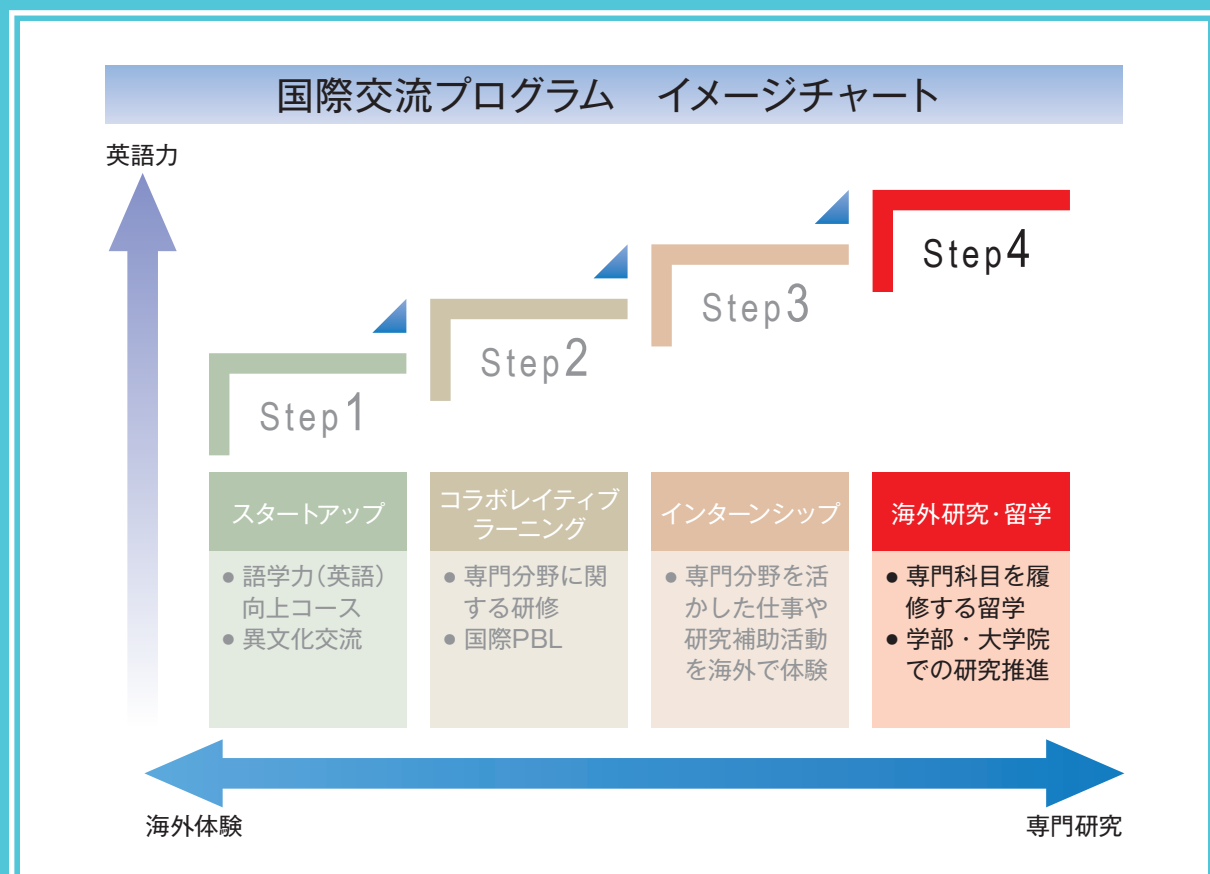 国際交流プログラム　イメージチャート
英語力
Step1
Step2
Step3
Step4
スタートアップ
● 語学力（英語）
向上コース
● 異文化交流
コラボレイティブ
ラーニング
● 専門分野に関
する研修
● 国際PBL
インターンシップ
● 専門分野を活
かした仕事や
研究補助活動
を海外で体験
海外研究・留学
● 専門科目を履
修する留学
● 学部・大学院
での研究推進
海外体験
専門研究